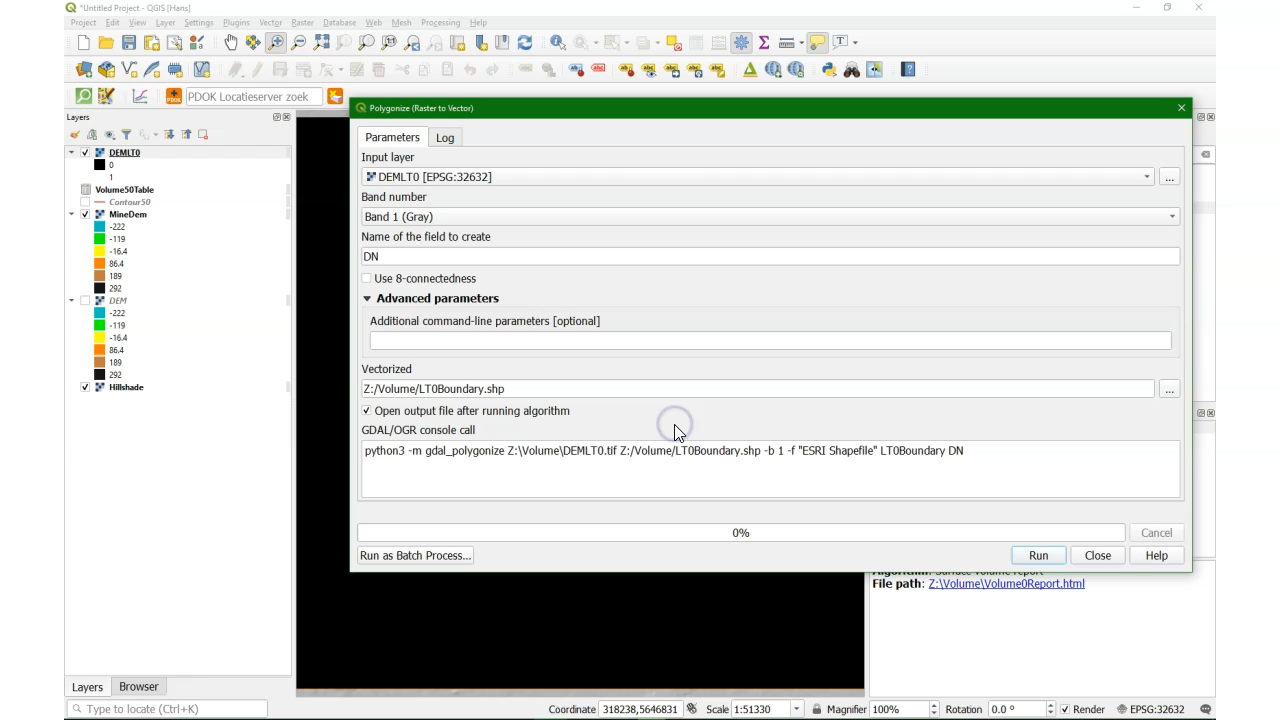 *Untitled Project - QGIS [Hans]
Project Edit View Layer Settings Plugins Vector Raster Database Web Mesh Processing Help
PDOK Locatieserver zoek
Layers
DEMLT0
0
1
Volume50Table
Contour50
MineDem
-222
-119
-16.4
86.4
189
292
DEM
-222
-119
-16.4
86.4
189
292
Hillshade
Polygonize (Raster to Vector)
Parameters Log
Input layer
DEMLT0 [EPSG:32632]
Band number
Band 1 (Gray)
Name of the field to create
DN
Use 8-connectedness
Advanced parameters
Additional command-line parameters [optional]
Vectorized
Z:/Volume/LT0Boundary.shp
Open output file after running algorithm
GDAL/OGR console call
python3 -m gdal_polygonize Z:\Volume\DEMLT0.tif Z:/Volume/LT0Boundary.shp -b 1 -f "ESRI Shapefile" LT0Boundary DN
0%
Cancel
Run as Batch Process...
Run Close Help
Algorithm: Surface volume report
File path: Z:\Volume\Volume0Report.html
Layers Browser
Type to locate (Ctrl+K)
Coordinate 318238,5646831 Scale 1:51330 Magnifier 100% Rotation 0.0 ° Render EPSG:32632